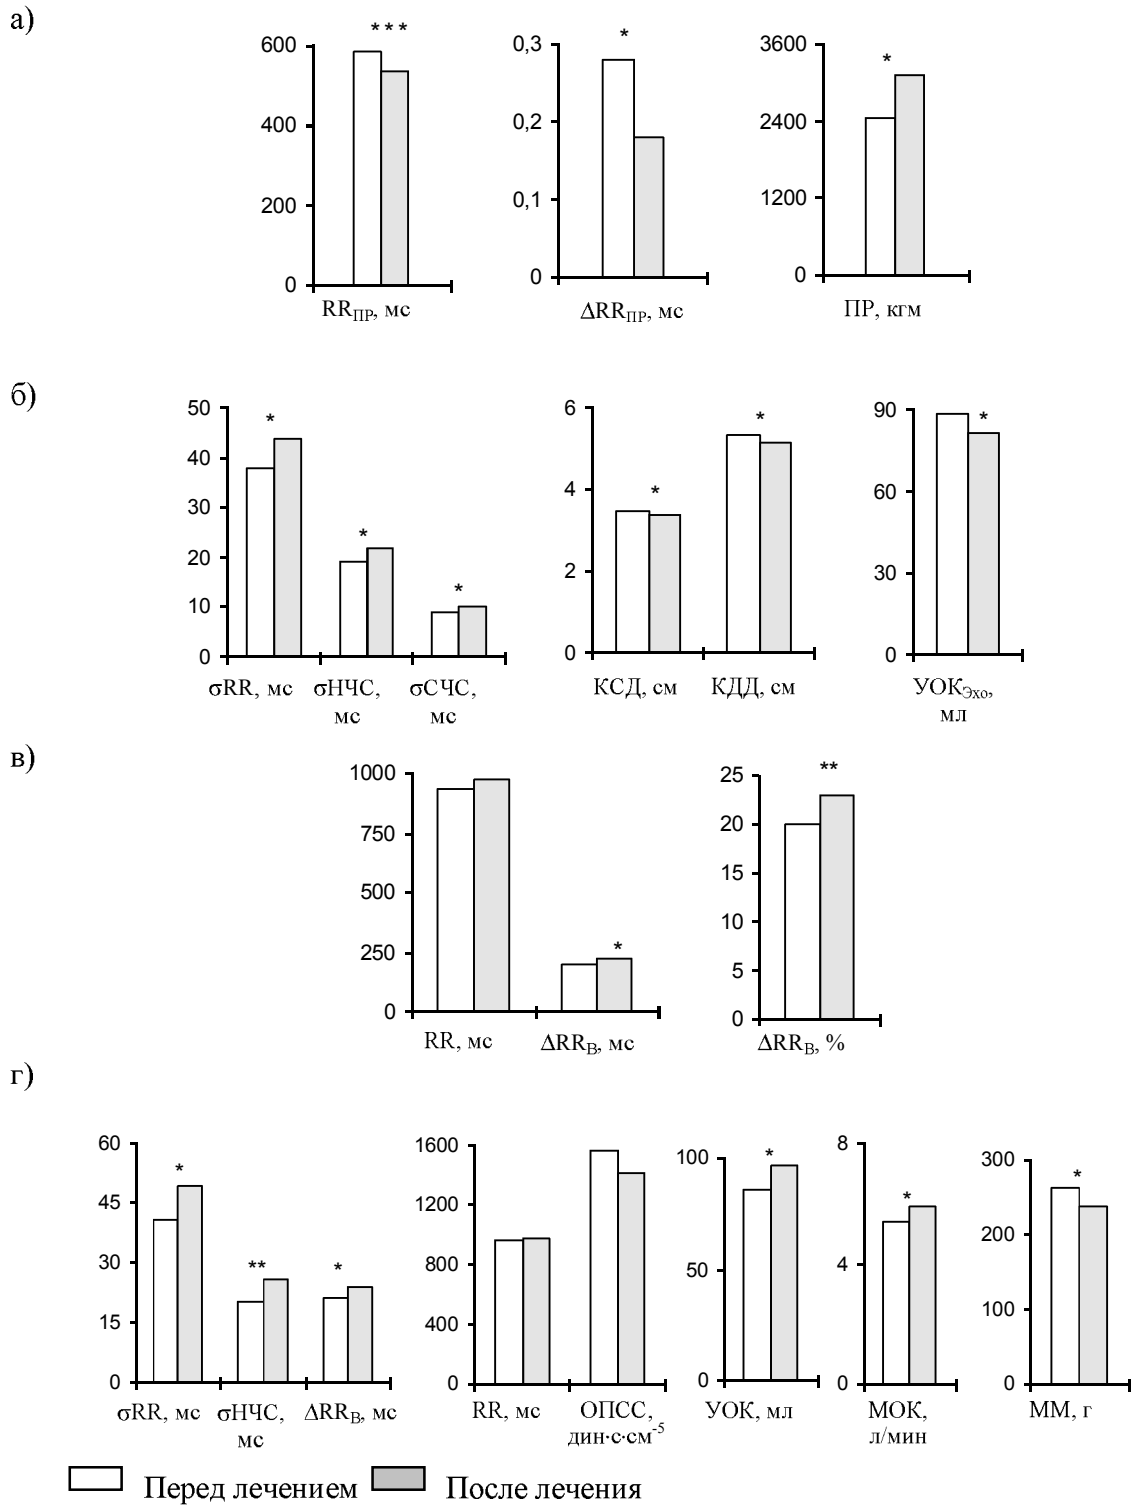 а)
***
600
400
200
0
RRПР, мс
*
0,3
0,2
0,1
0
ΔRRПР, мс
*
3600
2400
1200
0
ПР, кгм
б)
50
40
30
20
10
0
*
*
*
σRR, мс
σНЧС, мс
σСЧС, мс
6
4
2
0
*
*
КСД, см
КДД, см
90
60
30
0
*
УОКЭхо, мл
в)
1000
750
500
250
0
*
RR, мс
ΔRRВ, мс
25
20
15
10
5
0
**
ΔRRВ, %
г)
60
45
30
15
0
*
**
*
σRR, мс
σНЧС, мс
ΔRRВ, мс
1600
1200
800
400
0
RR, мс
ОПСС, дин·с·см-5
100
50
0
*
УОК, мл
8
4
0
*
МОК, л/мин
300
200
100
0
*
ММ, г
Перед лечением
После лечения